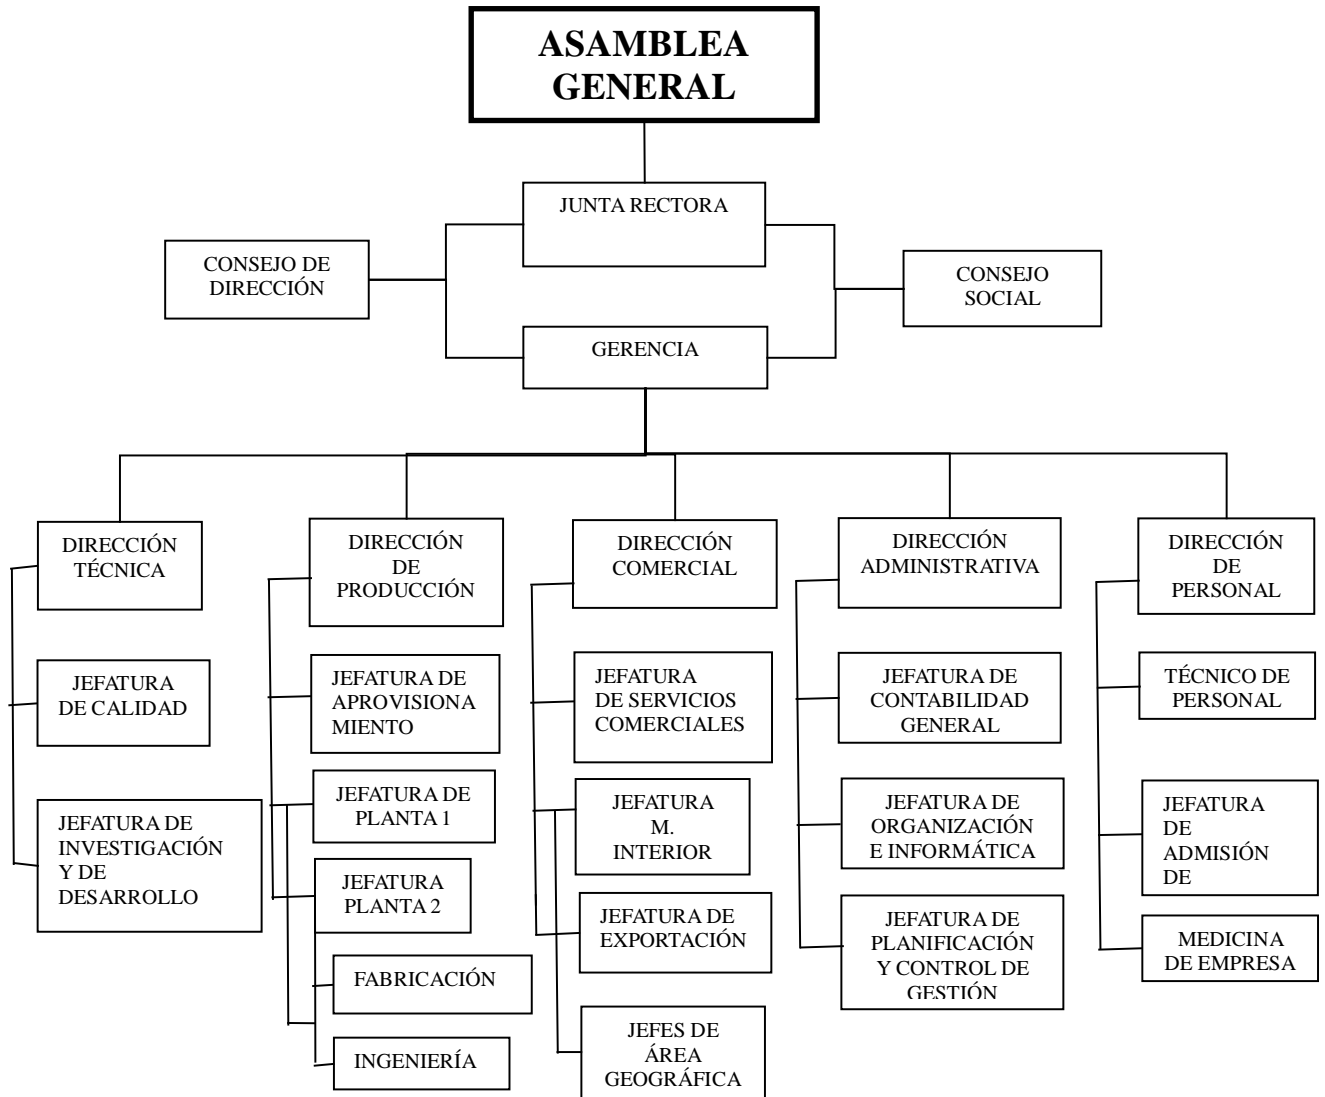 ASAMBLEA
GENERAL
JUNTA RECTORA
CONSEJO DE
DIRECCIÓN
CONSEJO
SOCIAL
GERENCIA
DIRECCIÓN
TÉCNICA
JEFATURA
DE CALIDAD
JEFATURA DE
INVESTIGACIÓN
Y DE
DESARROLLO
DIRECCIÓN
DE
PRODUCCIÓN
JEFATURA DE
APROVISIONA
MIENTO
JEFATURA DE
PLANTA 1
JEFATURA
PLANTA 2
FABRICACIÓN
INGENIERÍA
DIRECCIÓN
COMERCIAL
JEFATURA
DE SERVICIOS
COMERCIALES
JEFATURA
M.
INTERIOR
JEFATURA DE
EXPORTACIÓN
JEFES DE
ÁREA
GEOGRÁFICA
DIRECCIÓN
ADMINISTRATIVA
JEFATURA DE
CONTABILIDAD
GENERAL
JEFATURA DE
ORGANIZACIÓN
E INFORMÁTICA
JEFATURA DE
PLANIFICACIÓN
Y CONTROL DE
GESTIÓN
DIRECCIÓN
DE
PERSONAL
TÉCNICO DE
PERSONAL
JEFATURA
DE
ADMISIÓN
DE
MEDICINA
DE EMPRESA